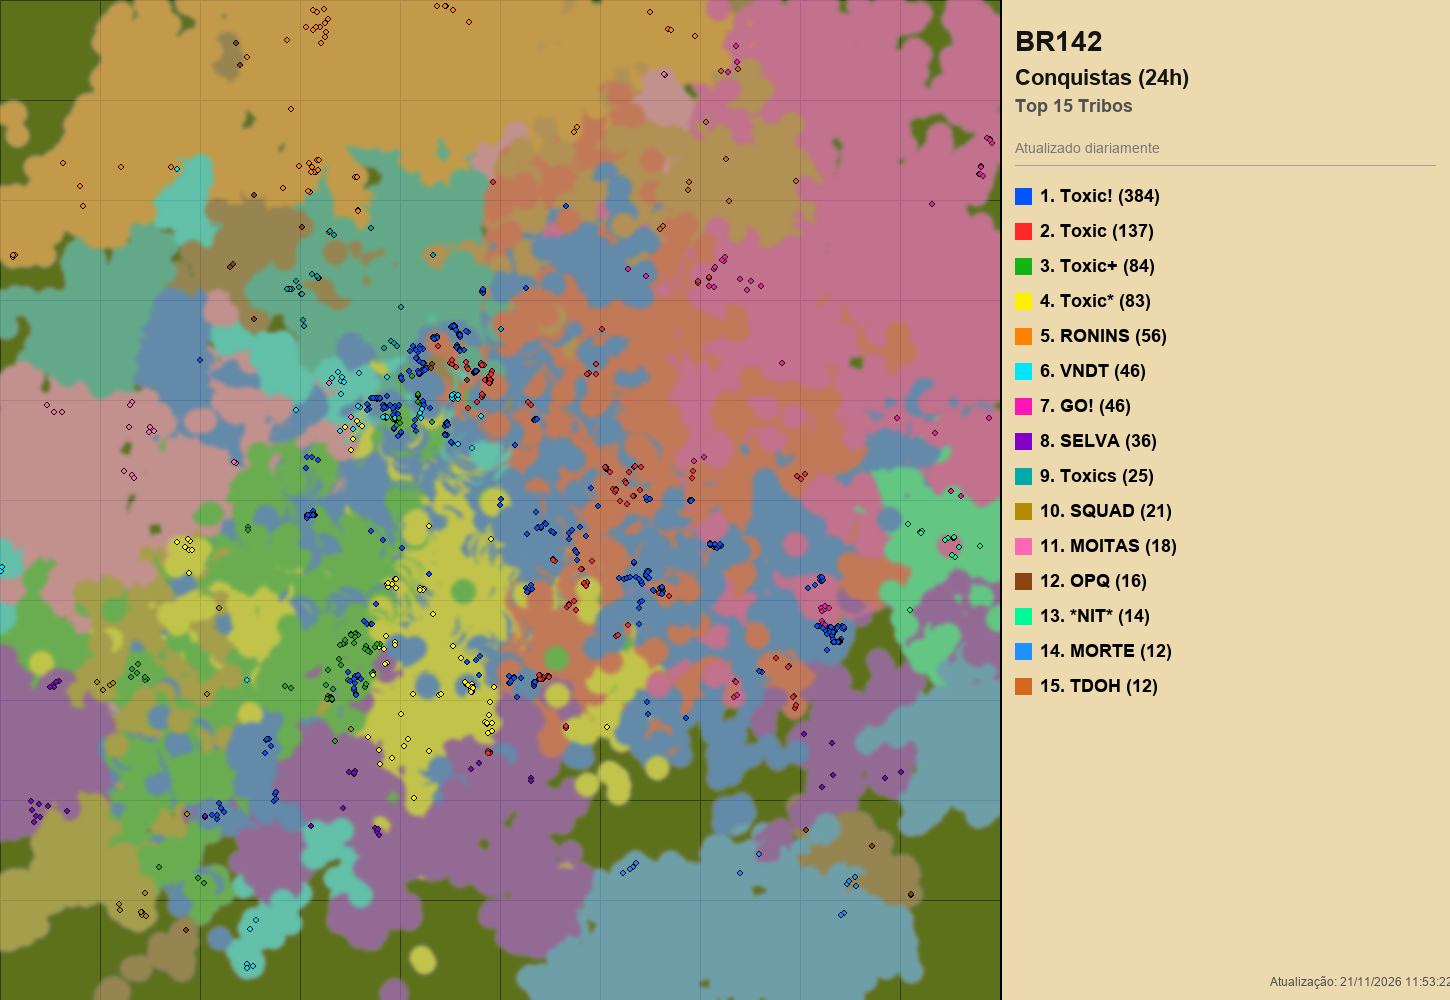 BR142
Conquistas (24h)
Top 15 Tribos
Atualizado diariamente
1. Toxic! (384)
2. Toxic (137)
3. Toxic+ (84)
4. Toxic* (83)
5. RONINS (56)
6. VNDT (46)
7. GO! (46)
8. SELVA (36)
9. Toxics (25)
10. SQUAD (21)
11. MOITAS (18)
12. OPQ (16)
13. *NIT* (14)
14. MORTE (12)
15. TDOH (12)
Atualização: 21/11/2026 11:53:22